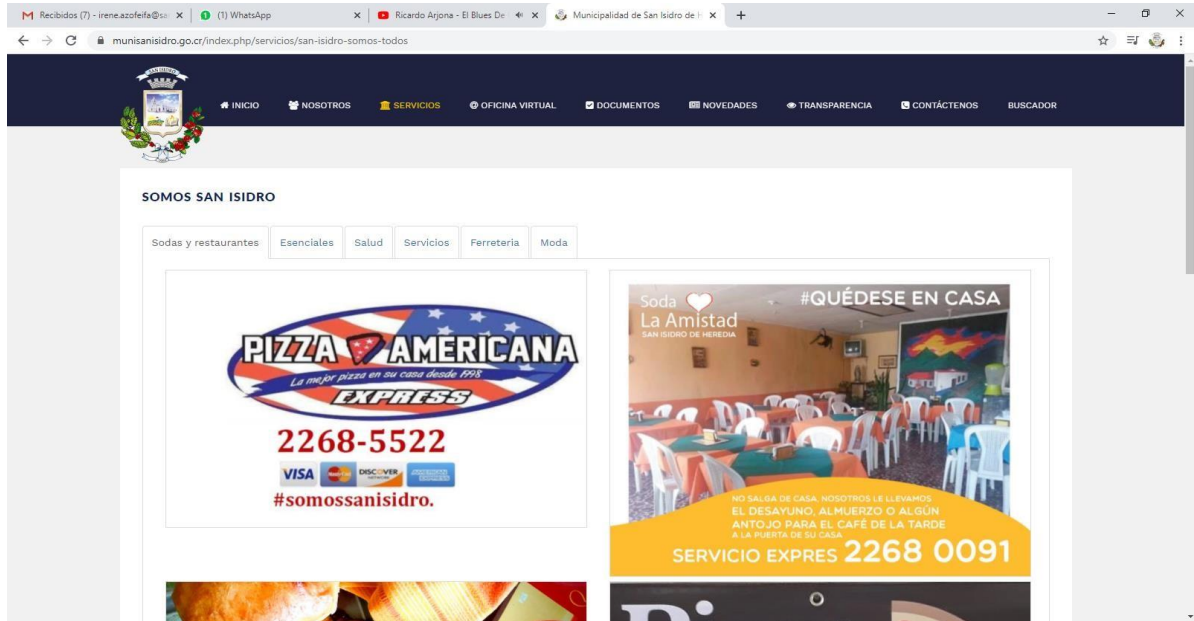 Recibidos (7) - irene.azofeifa@sa
(1) WhatsApp
Ricardo Arjona - El Blues De
Municipalidad de San Isidro de H
munisanisidro.go.cr/index.php/servicios/san-isidro-somos-todos
SAN ISIDRO
INICIO
NOSOTROS
SERVICIOS
OFICINA VIRTUAL
DOCUMENTOS
NOVEDADES
TRANSPARENCIA
CONTÁCTENOS
BUSCADOR
SOMOS SAN ISIDRO
Sodas y restaurantes
Esenciales
Salud
Servicios
Ferreteria
Moda
PIZZA AMERICANA
La mejor pizza en su casa desde 1998
EXPRESS
2268-5522
VISA
DISCOVER
#somossanisidro.
Soda
La Amistad
SAN ISIDRO DE HEREDIA
#QUÉDESE EN CASA
NO SALGA DE CASA, NOSOTROS LE LLEVAMOS
EL DESAYUNO, ALMUERZO O ALGÚN
ANTOJO PARA EL CAFÉ DE LA TARDE
A LA PUERTA DE SU CASA
SERVICIO EXPRES 2268 0091